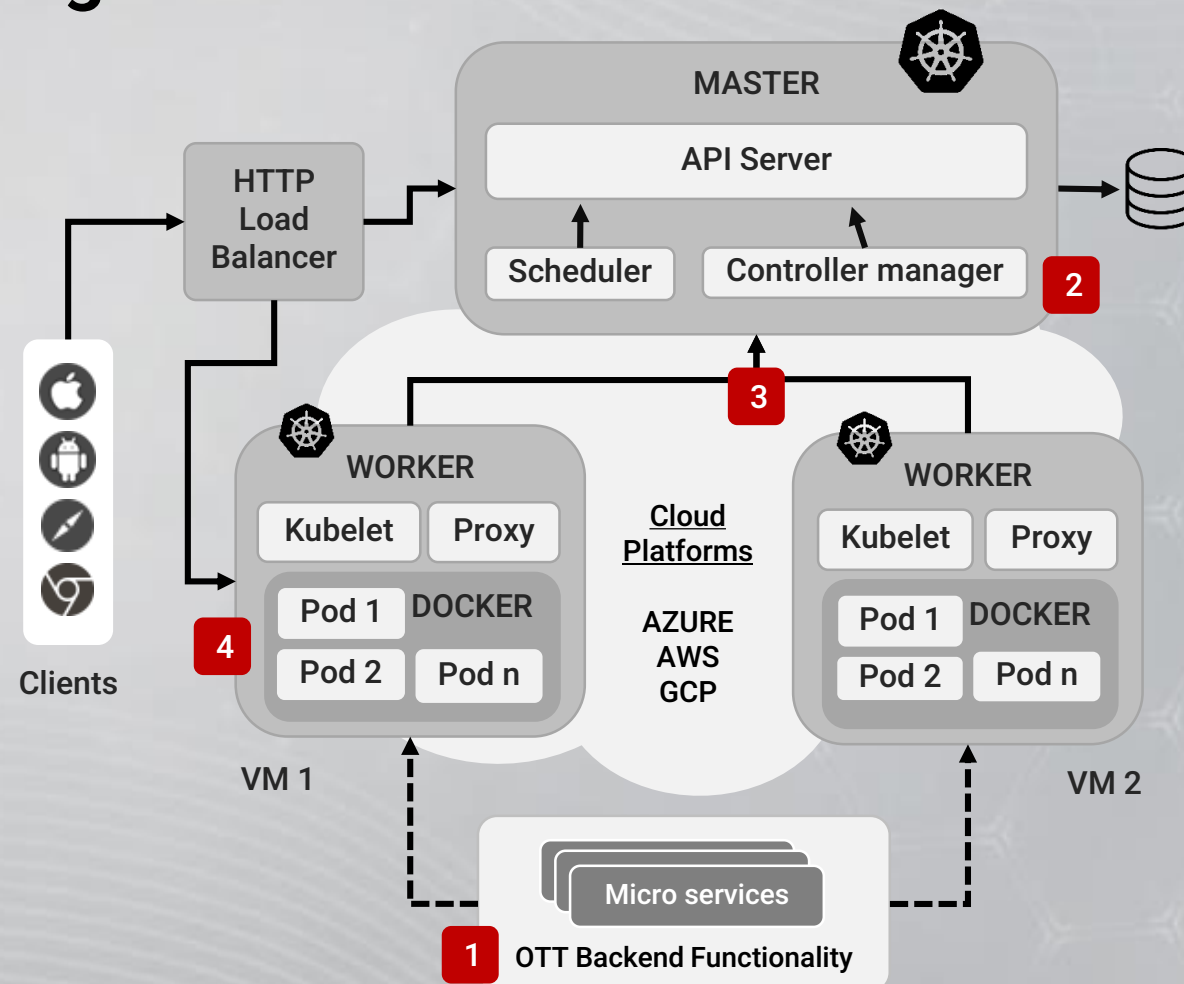 g
MASTER
API Server
HTTP
Load
Balancer
Scheduler
Controller manager
2
3
WORKER
Kubelet
Proxy
DOCKER
Pod 1
Pod 2
Pod n
4
Clients
VM 1
Cloud
Platforms
AZURE
AWS
GCP
WORKER
Kubelet
Proxy
DOCKER
Pod 1
Pod 2
Pod n
VM 2
Micro services
1
OTT Backend Functionality